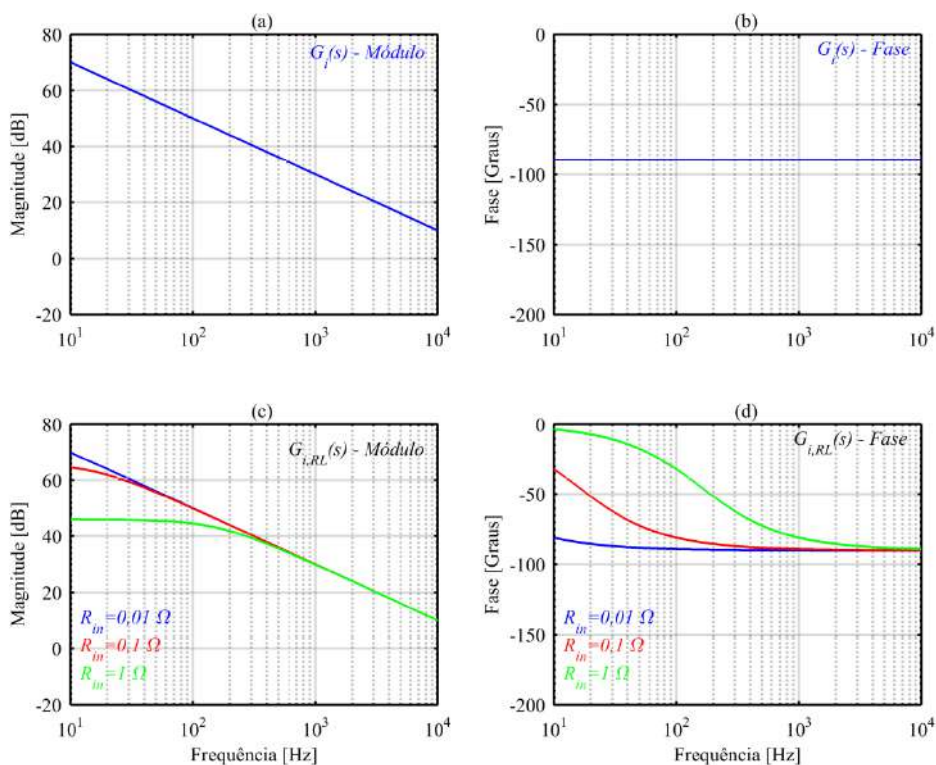 (a)
G_i(s) - Módulo
Magnitude [dB]
80
60
40
20
0
-20
10^1
10^2
10^3
10^4
(b)
G_i(s) - Fase
Fase [Graus]
0
-50
-100
-150
-200
10^1
10^2
10^3
10^4
(c)
G_{i,RL}(s) - Módulo
Magnitude [dB]
80
60
40
20
0
-20
R_in=0,01 Ω
R_in=0,1 Ω
R_in=1 Ω
10^1
10^2
10^3
10^4
Frequência [Hz]
(d)
G_{i,RL}(s) - Fase
Fase [Graus]
0
-50
-100
-150
-200
R_in=0,01 Ω
R_in=0,1 Ω
R_in=1 Ω
10^1
10^2
10^3
10^4
Frequência [Hz]